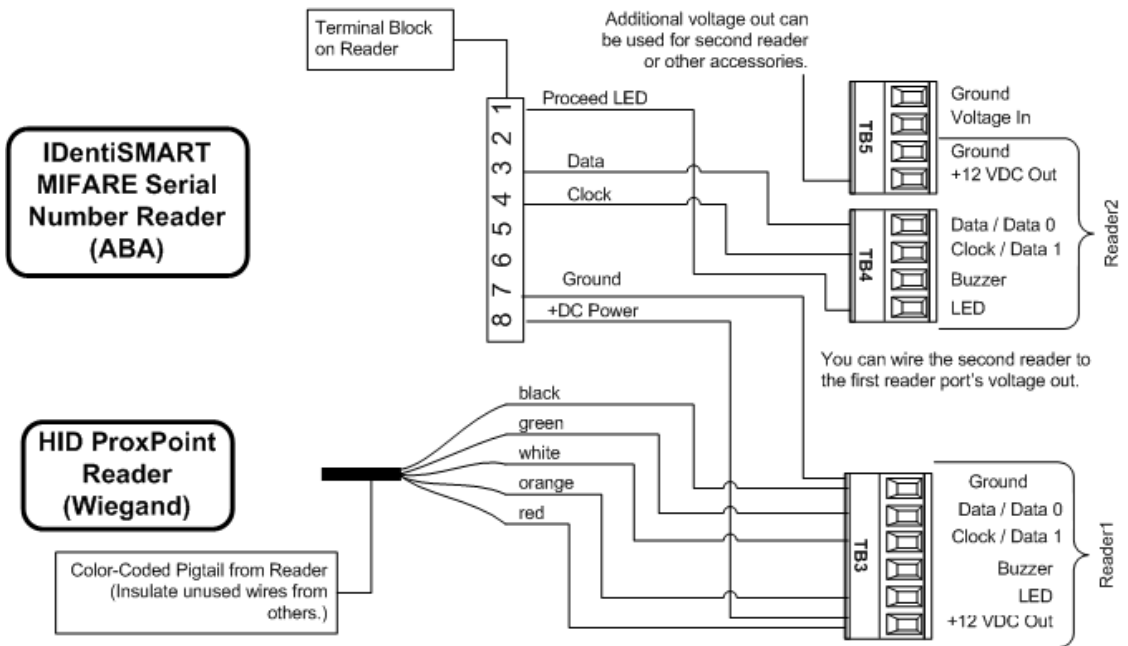 Terminal Block
on Reader
Additional voltage out can
be used for second reader
or other accessories.
IDentiSMART
MIFARE Serial
Number Reader
(ABA)
1
2
3
4
5
6
7
8
Proceed LED
Data
Clock
Ground
+DC Power
TB5
Ground
Voltage In
Ground
+12 VDC Out
TB4
Data / Data 0
Clock / Data 1
Buzzer
LED
Reader2
You can wire the second reader to
the first reader port's voltage out.
HID ProxPoint
Reader
(Wiegand)
black
green
white
orange
red
Color-Coded Pigtail from Reader
(Insulate unused wires from
others.)
TB3
Ground
Data / Data 0
Clock / Data 1
Buzzer
LED
+12 VDC Out
Reader1